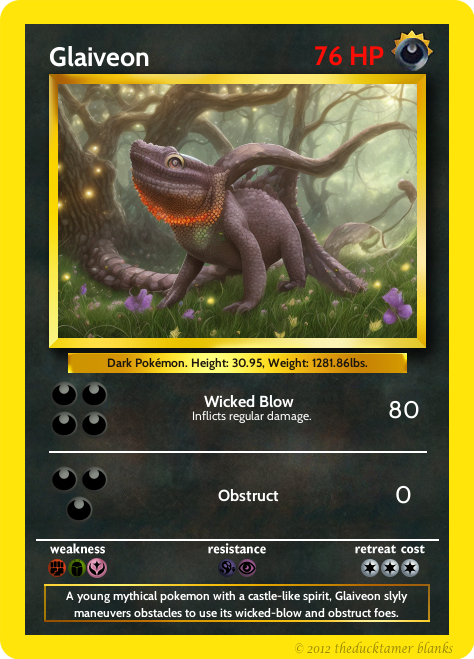 Glaiveon
76 HP
Dark Pokémon. Height: 30.95, Weight: 1281.86lbs.
Wicked Blow
Inflicts regular damage.
80
Obstruct
0
weakness resistance retreat cost
A young mythical pokemon with a castle-like spirit, Glaiveon slyly
maneuvers obstacles to use its wicked-blow and obstruct foes.
© 2012 theducktamer blanks